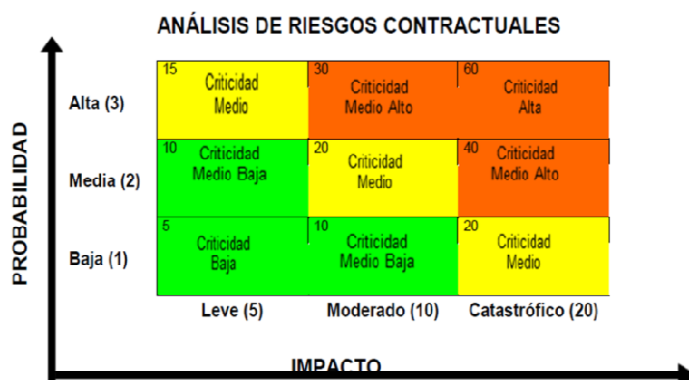 ANÁLISIS DE RIESGOS CONTRACTUALES
PROBABILIDAD
Alta (3)
15
Criticidad
Medio
30
Criticidad
Medio Alto
60
Criticidad
Alta
Media (2)
10
Criticidad
Medio Baja
20
Criticidad
Medio
40
Criticidad
Medio Alto
Baja (1)
5
Criticidad
Baja
10
Criticidad
Medio Baja
20
Criticidad
Medio
Leve (5)
Moderado (10)
Catastrófico (20)
IMPACTO